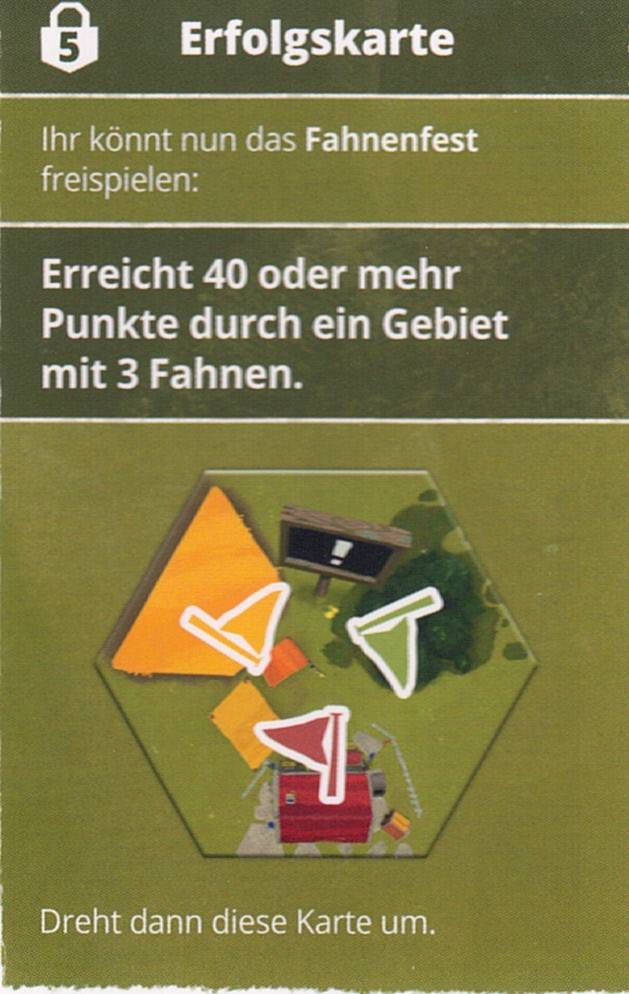 5
Erfolgskarte
Ihr könnt nun das Fahnenfest
freispielen:
Erreicht 40 oder mehr
Punkte durch ein Gebiet
mit 3 Fahnen.
!
Dreht dann diese Karte um.